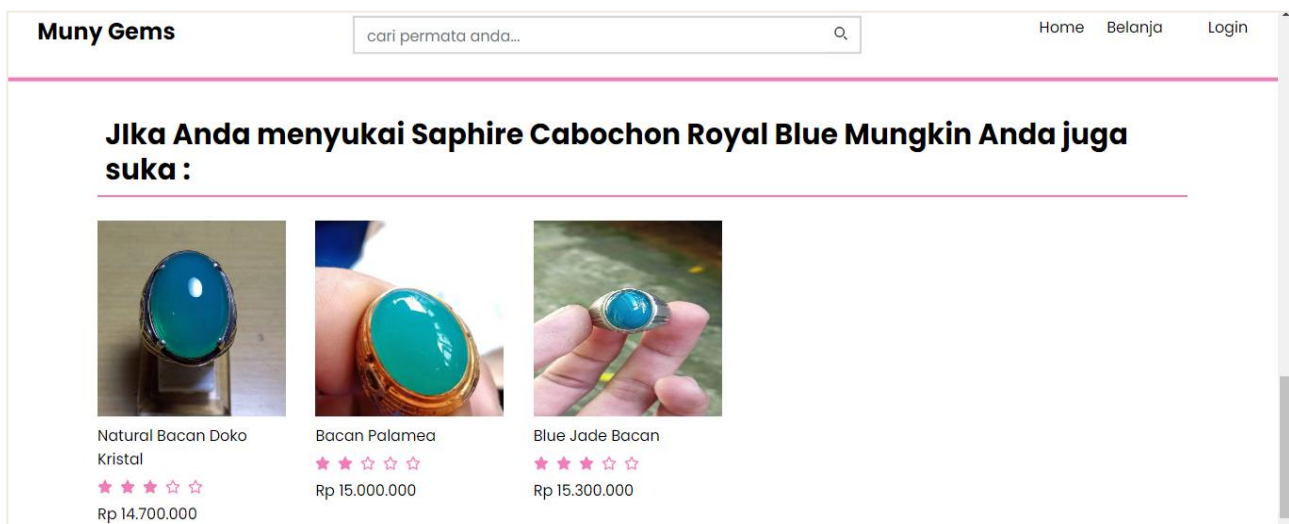 Muny Gems
cari permata anda...
Home Belanja Login
JIka Anda menyukai Saphire Cabochon Royal Blue Mungkin Anda juga
suka :
Natural Bacan Doko
Kristal
Rp 14.700.000
Bacan Palamea
Rp 15.000.000
Blue Jade Bacan
Rp 15.300.000